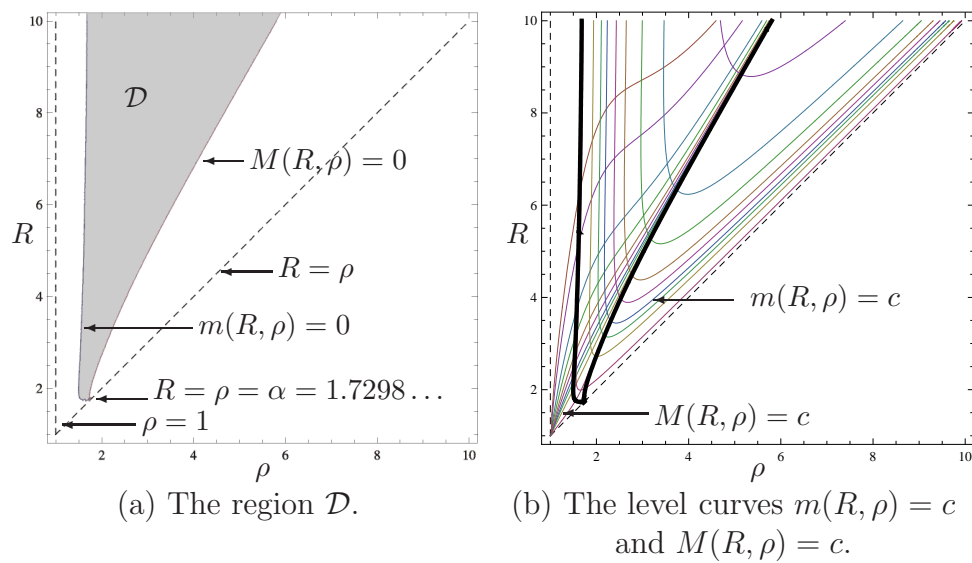 10
8
6
4
2
R
𝒟
M(R, ρ) = 0
R = ρ
m(R, ρ) = 0
R = ρ = α = 1.7298 . . .
ρ = 1
2 4 6 8 10
ρ
(a) The region 𝒟.
10
8
6
4
2
R
m(R, ρ) = c
M(R, ρ) = c
2 4 6 8 10
ρ
(b) The level curves m(R, ρ) = c
and M(R, ρ) = c.